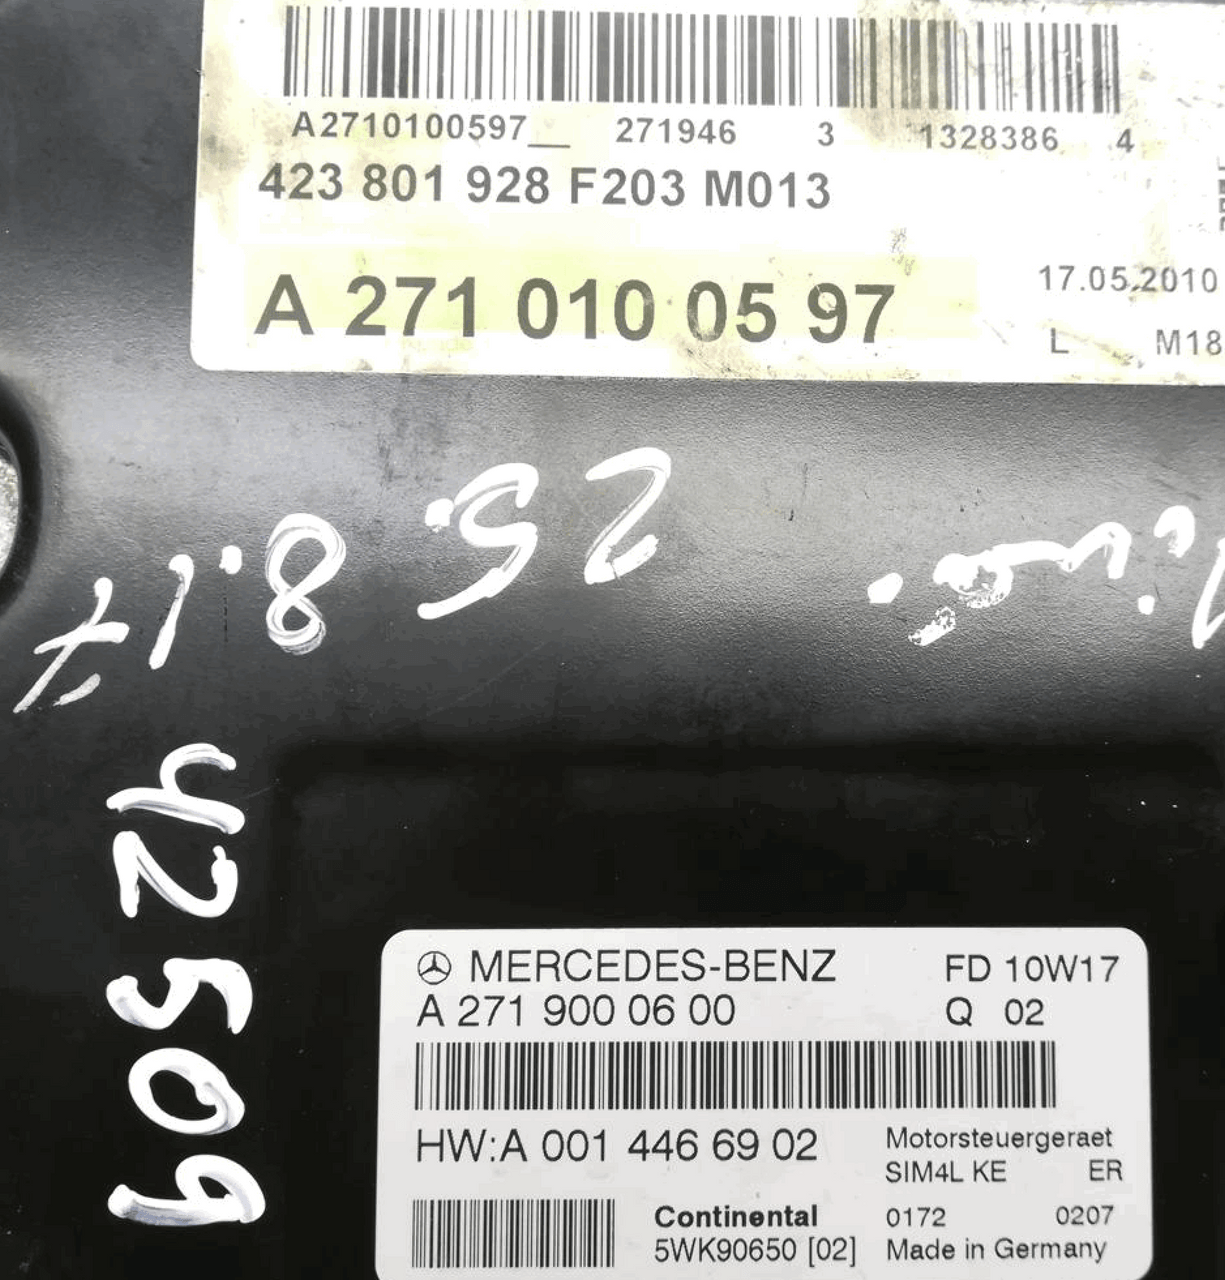 A2710100597__ 271946 3 1328386 4
423 801 928 F203 M013
A 271 010 05 97
17.05.2010
L M18
25.
8.17
42509
MERCEDES-BENZ FD 10W17
A 271 900 06 00 Q 02
HW:A 001 446 69 02 Motorsteuergeraet
SIM4L KE ER
Continental 0172 0207
5WK90650 [02] Made in Germany